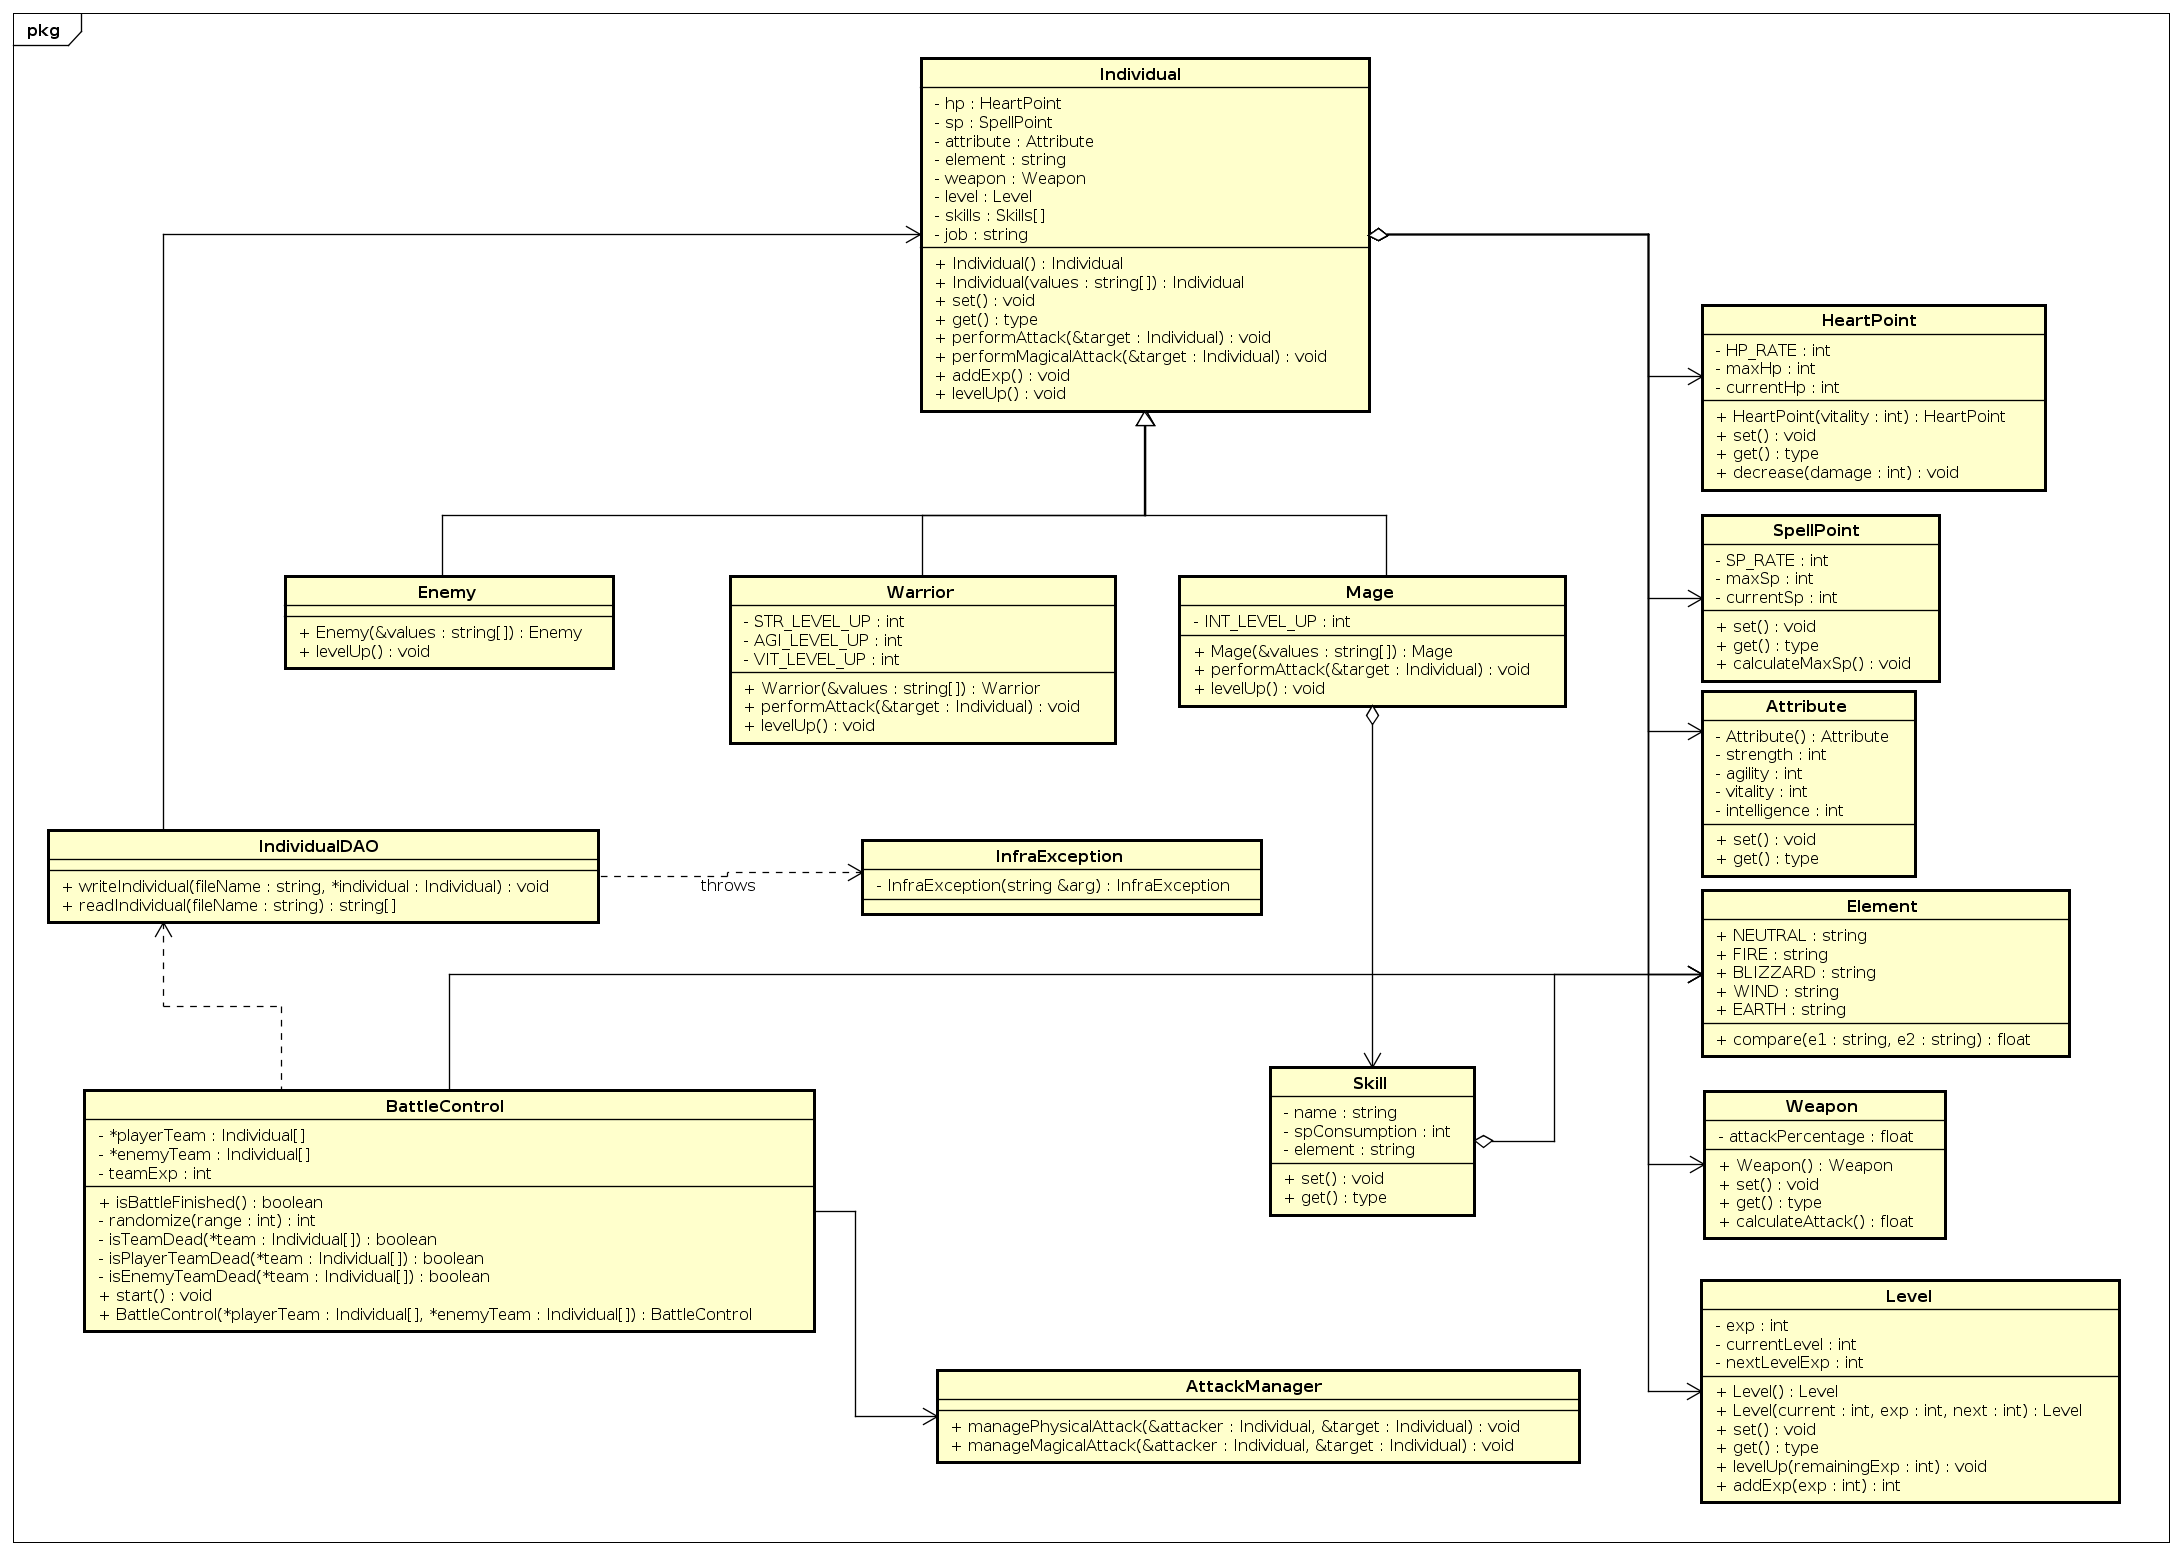 pkg
Individual
- hp : HeartPoint
- sp : SpellPoint
- attribute : Attribute
- element : string
- weapon : Weapon
- level : Level
- skills : Skills[]
- job : string
+ Individual() : Individual
+ Individual(values : string[]) : Individual
+ set() : void
+ get() : type
+ performAttack(&target : Individual) : void
+ performMagicalAttack(&target : Individual) : void
+ addExp() : void
+ levelUp() : void
HeartPoint
- HP_RATE : int
- maxHp : int
- currentHp : int
+ HeartPoint(vitality : int) : HeartPoint
+ set() : void
+ get() : type
+ decrease(damage : int) : void
SpellPoint
- SP_RATE : int
- maxSp : int
- currentSp : int
+ set() : void
+ get() : type
+ calculateMaxSp() : void
Enemy
+ Enemy(&values : string[]) : Enemy
+ levelUp() : void
Warrior
- STR_LEVEL_UP : int
- AGI_LEVEL_UP : int
- VIT_LEVEL_UP : int
+ Warrior(&values : string[]) : Warrior
+ performAttack(&target : Individual) : void
+ levelUp() : void
Mage
- INT_LEVEL_UP : int
+ Mage(&values : string[]) : Mage
+ performAttack(&target : Individual) : void
+ levelUp() : void
Attribute
- Attribute() : Attribute
- strength : int
- agility : int
- vitality : int
- intelligence : int
+ set() : void
+ get() : type
IndividualDAO
+ writeIndividual(fileName : string, *individual : Individual) : void
+ readIndividual(fileName : string) : string[]
throws
InfraException
- InfraException(string &arg) : InfraException
Element
+ NEUTRAL : string
+ FIRE : string
+ BLIZZARD : string
+ WIND : string
+ EARTH : string
+ compare(e1 : string, e2 : string) : float
BattleControl
- *playerTeam : Individual[]
- *enemyTeam : Individual[]
- teamExp : int
+ isBattleFinished() : boolean
- randomize(range : int) : int
- isTeamDead(*team : Individual[]) : boolean
- isPlayerTeamDead(*team : Individual[]) : boolean
- isEnemyTeamDead(*team : Individual[]) : boolean
+ start() : void
+ BattleControl(*playerTeam : Individual[], *enemyTeam : Individual[]) : BattleControl
Skill
- name : string
- spConsumption : int
- element : string
+ set() : void
+ get() : type
Weapon
- attackPercentage : float
+ Weapon() : Weapon
+ set() : void
+ get() : type
+ calculateAttack() : float
AttackManager
+ managePhysicalAttack(&attacker : Individual, &target : Individual) : void
+ manageMagicalAttack(&attacker : Individual, &target : Individual) : void
Level
- exp : int
- currentLevel : int
- nextLevelExp : int
+ Level() : Level
+ Level(current : int, exp : int, next : int) : Level
+ set() : void
+ get() : type
+ levelUp(remainingExp : int) : void
+ addExp(exp : int) : int